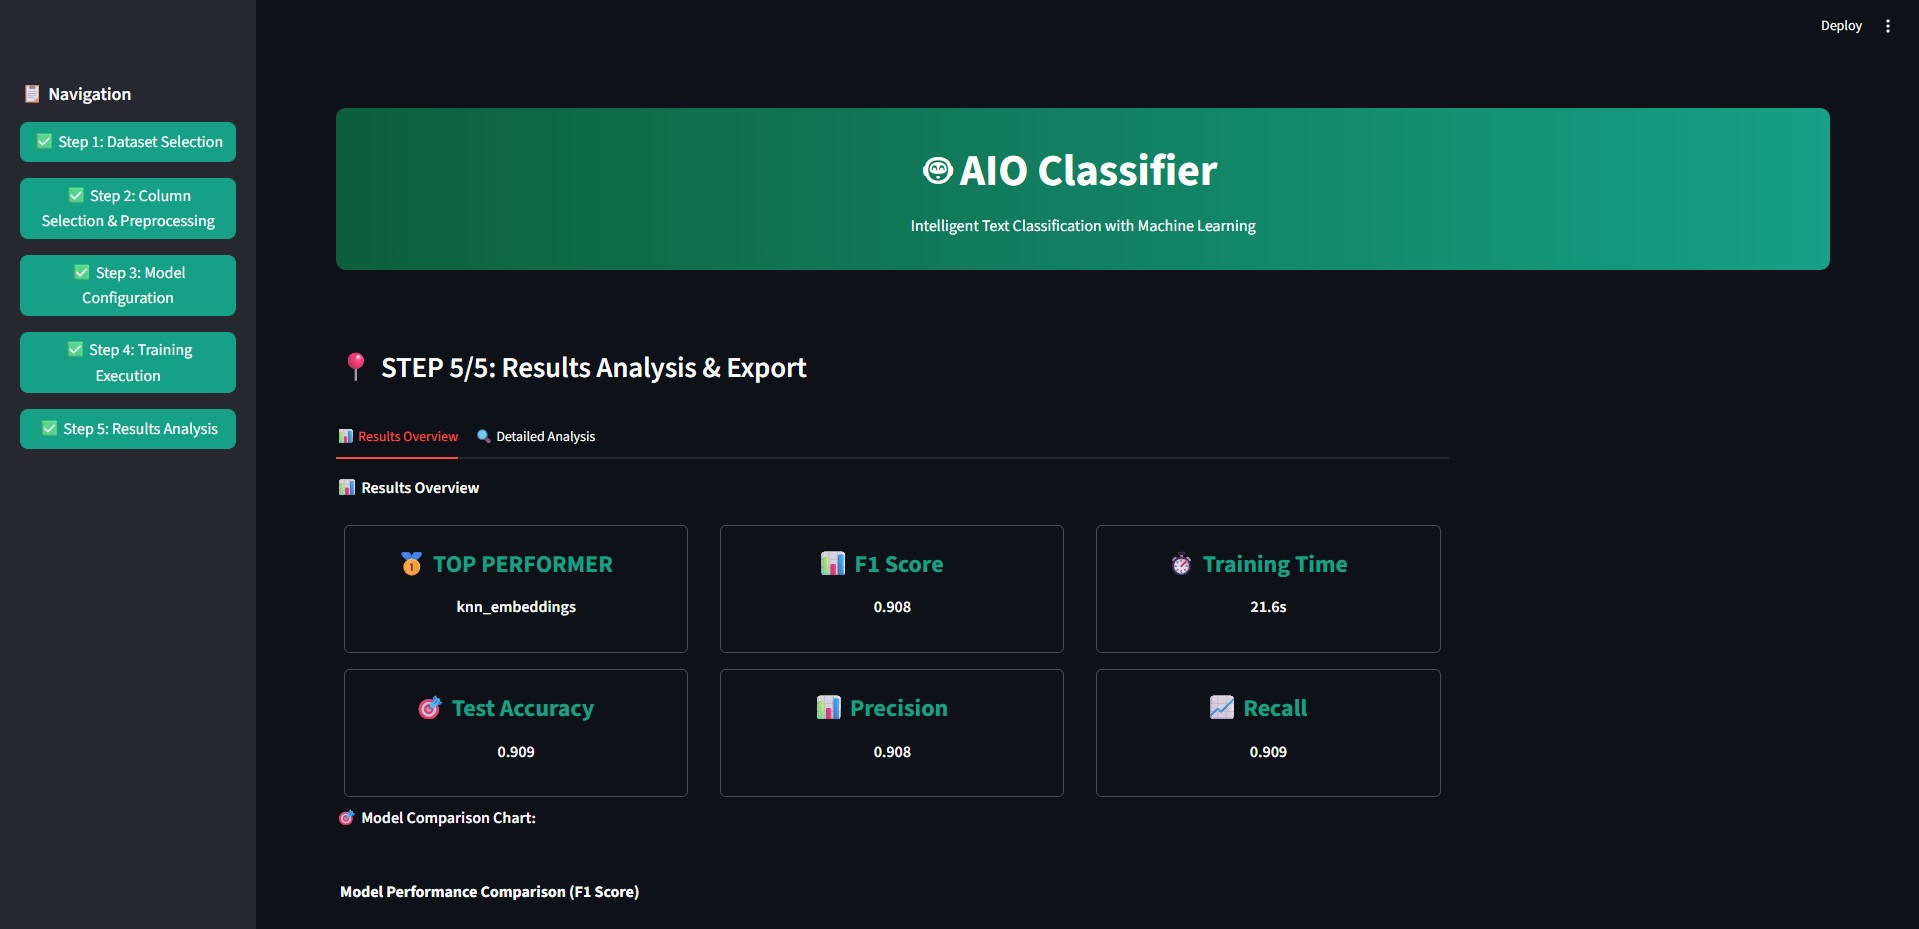 Deploy
Navigation
Step 1: Dataset Selection
Step 2: Column
Selection & Preprocessing
Step 3: Model
Configuration
Step 4: Training
Execution
Step 5: Results Analysis
AIO Classifier
Intelligent Text Classification with Machine Learning
STEP 5/5: Results Analysis & Export
Results Overview
Detailed Analysis
Results Overview
TOP PERFORMER
knn_embeddings
F1 Score
0.908
Training Time
21.6s
Test Accuracy
0.909
Precision
0.908
Recall
0.909
Model Comparison Chart:
Model Performance Comparison (F1 Score)